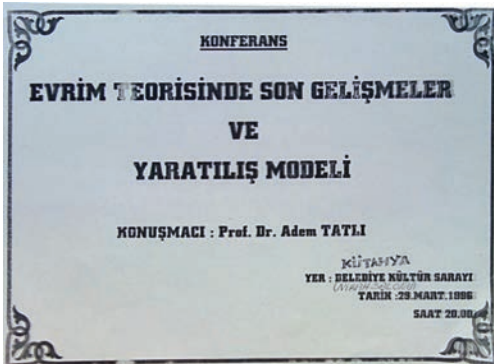 KONFERANS
EVRİM TEORİSİNDE SON GELİŞMELER
VE
YARATILIŞ MODELİ
KONUŞMACI : Prof. Dr. Adem TATLI
KÜTAHYA
YER : BELEDİYE KÜLTÜR SARAYI
TARİH :29.MART.1996
SAAT 20.00